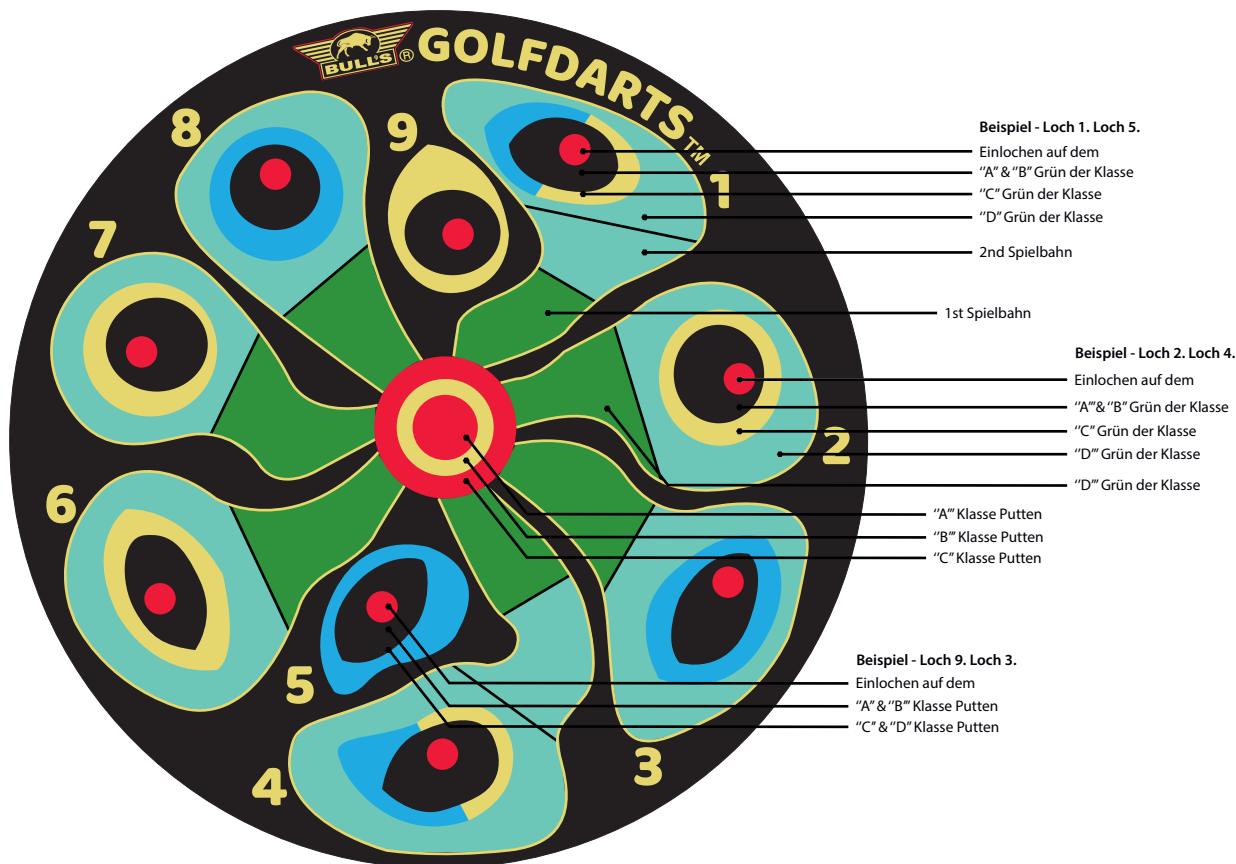 BULL'S ®
GOLFDARTS™
8
9
1
7
2
6
5
4
3
Beispiel - Loch 1. Loch 5.
Einlochen auf dem
"A" & "B" Grün der Klasse
"C" Grün der Klasse
"D" Grün der Klasse
2nd Spielbahn
1st Spielbahn
Beispiel - Loch 2. Loch 4.
Einlochen auf dem
"A'" & "B" Grün der Klasse
"C" Grün der Klasse
"D'" Grün der Klasse
"D'" Grün der Klasse
"A'" Klasse Putten
"B'" Klasse Putten
"C" Klasse Putten
Beispiel - Loch 9. Loch 3.
Einlochen auf dem
"A" & "B'" Klasse Putten
"C" & "D" Klasse Putten